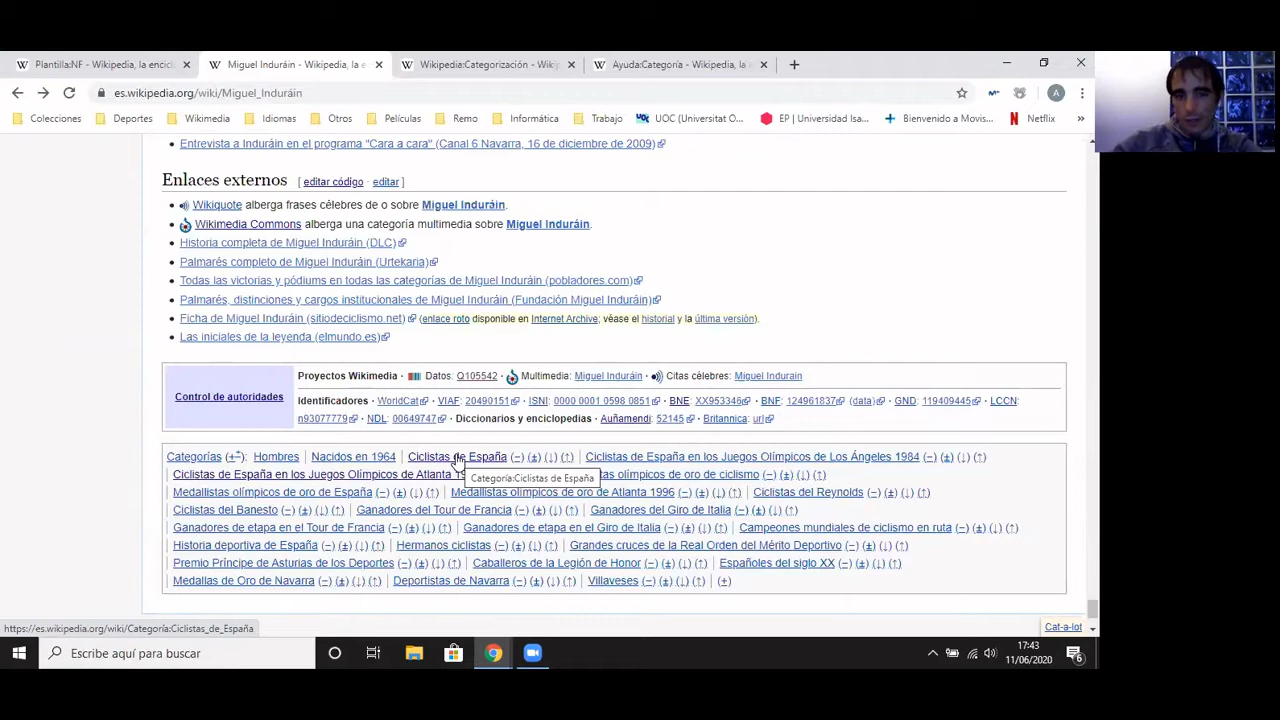 Plantilla:NF - Wikipedia, la encicl
Miguel Induráin - Wikipedia, la en
Wikipedia:Categorización - Wikip
Ayuda:Categoría - Wikipedia, la e
es.wikipedia.org/wiki/Miguel_Induráin
A
Colecciones Deportes Wikimedia Idiomas Otros Películas Remo Informática Trabajo UOC (Universitat O... EP | Universidad Isa... Bienvenido a Movis... Netflix »
Entrevista a Induráin en el programa "Cara a cara" (Canal 6 Navarra, 16 de diciembre de 2009)
Enlaces externos [ editar código · editar ]
Wikiquote alberga frases célebres de o sobre Miguel Induráin.
Wikimedia Commons alberga una categoría multimedia sobre Miguel Induráin.
Historia completa de Miguel Induráin (DLC)
Palmarés completo de Miguel Induráin (Urtekaria)
Todas las victorias y pódiums en todas las categorías de Miguel Induráin (pobladores.com)
Palmarés, distinciones y cargos institucionales de Miguel Induráin (Fundación Miguel Induráin)
Ficha de Miguel Induráin (sitiodeciclismo.net) (enlace roto disponible en Internet Archive; véase el historial y la última versión).
Las iniciales de la leyenda (elmundo.es)
Control de autoridades
Proyectos Wikimedia · Datos: Q105542 · Multimedia: Miguel Induráin · Citas célebres: Miguel Indurain
Identificadores · WorldCat · VIAF: 20490151 · ISNI: 0000 0001 0598 0851 · BNE: XX953346 · BNF: 124961837 (data) · GND: 119409445 · LCCN:
n93077779 · NDL: 00649747 · Diccionarios y enciclopedias · Auñamendi: 52145 · Britannica: url
Categorías (+⁼): Hombres | Nacidos en 1964 | Ciclistas de España (−) (±) (↓) (↑) | Ciclistas de España en los Juegos Olímpicos de Los Ángeles 1984 (−) (±) (↓) (↑)
Ciclistas de España en los Juegos Olímpicos de Atlanta 19 Categoría:Ciclistas de España as olímpicos de oro de ciclismo (−) (±) (↓) (↑)
Medallistas olímpicos de oro de España (−) (±) (↓) (↑) | Medallistas olímpicos de oro de Atlanta 1996 (−) (±) (↓) (↑) | Ciclistas del Reynolds (−) (±) (↓) (↑)
Ciclistas del Banesto (−) (±) (↓) (↑) | Ganadores del Tour de Francia (−) (±) (↓) (↑) | Ganadores del Giro de Italia (−) (±) (↓) (↑)
Ganadores de etapa en el Tour de Francia (−) (±) (↓) (↑) | Ganadores de etapa en el Giro de Italia (−) (±) (↓) (↑) | Campeones mundiales de ciclismo en ruta (−) (±) (↓) (↑)
Historia deportiva de España (−) (±) (↓) (↑) | Hermanos ciclistas (−) (±) (↓) (↑) | Grandes cruces de la Real Orden del Mérito Deportivo (−) (±) (↓) (↑)
Premio Príncipe de Asturias de los Deportes (−) (±) (↓) (↑) | Caballeros de la Legión de Honor (−) (±) (↓) (↑) | Españoles del siglo XX (−) (±) (↓) (↑)
Medallas de Oro de Navarra (−) (±) (↓) (↑) | Deportistas de Navarra (−) (±) (↓) (↑) | Villaveses (−) (±) (↓) (↑) | (+)
https://es.wikipedia.org/wiki/Categoría:Ciclistas_de_España
Cat-a-lot
Escribe aquí para buscar
17:43
11/06/2020
6